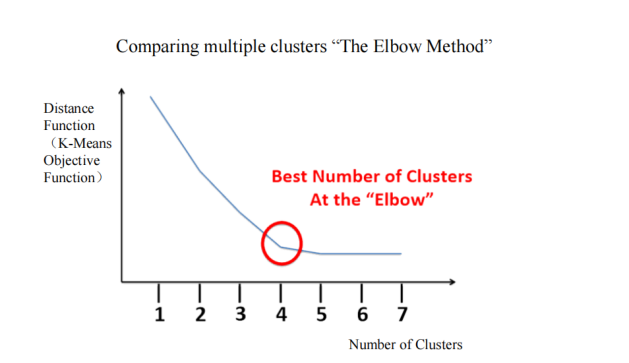 Comparing multiple clusters “The Elbow Method”
Distance
Function
（K-Means
Objective
Function）
Best Number of Clusters
At the “Elbow”
1 2 3 4 5 6 7
Number of Clusters